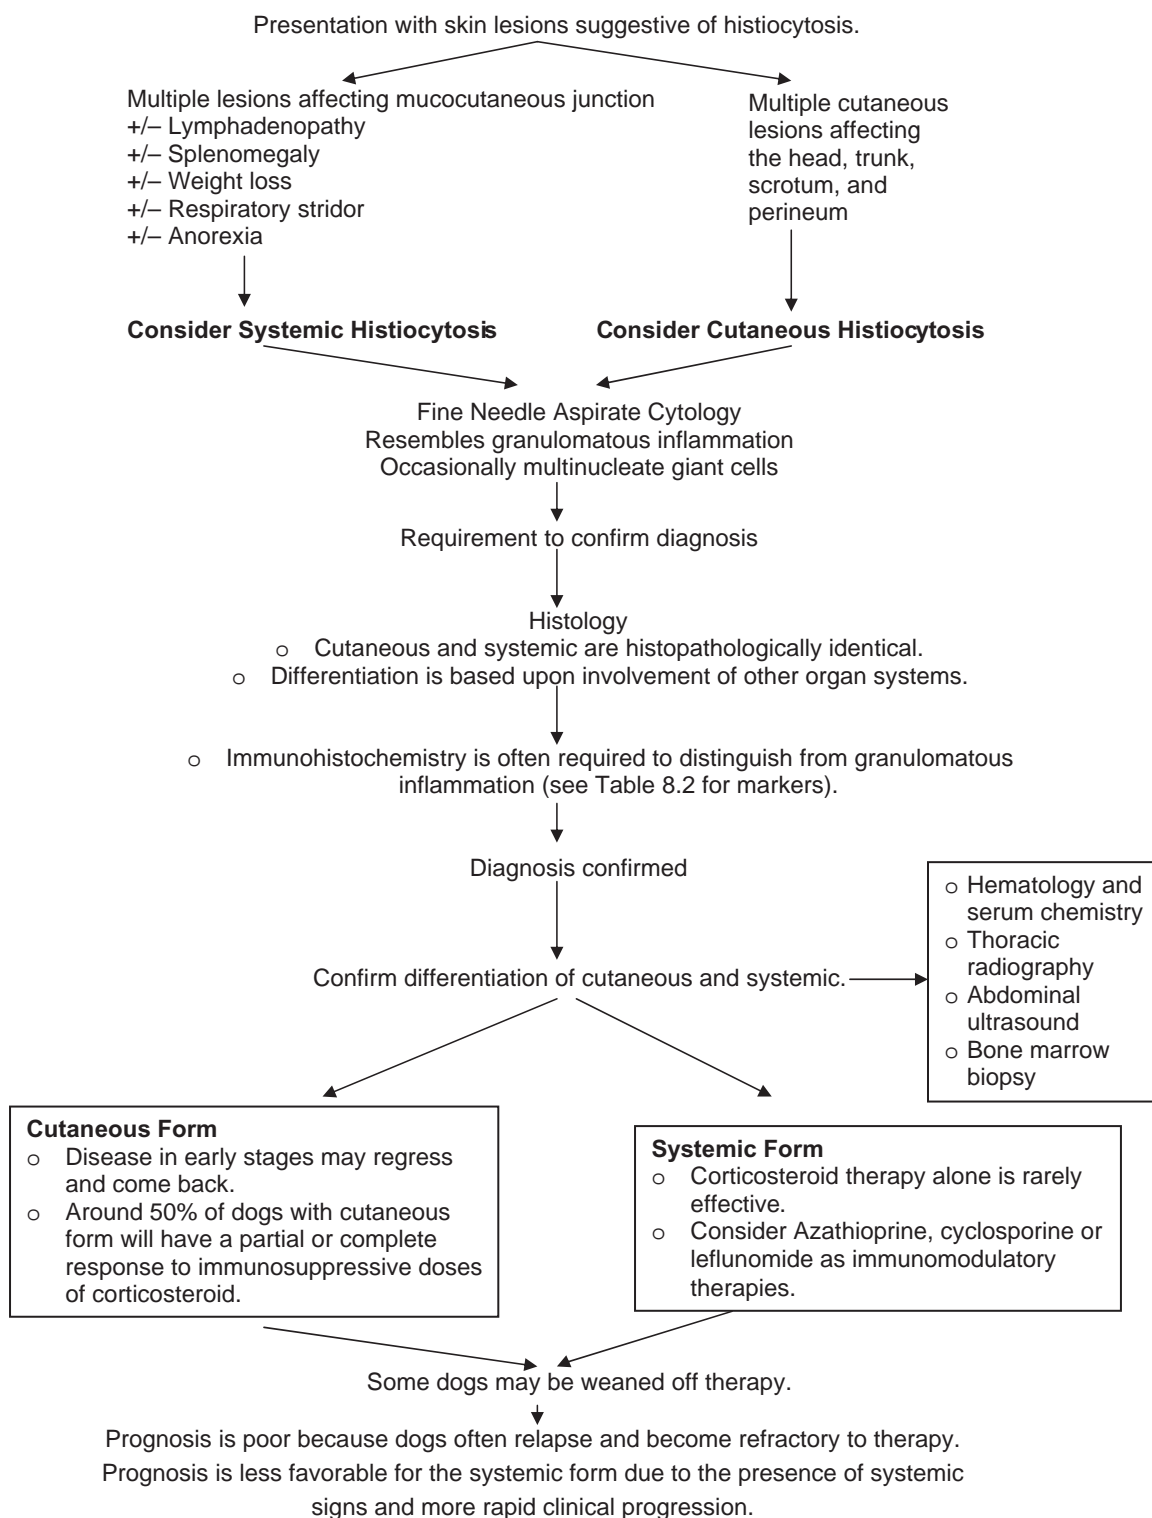 Presentation with skin lesions suggestive of histiocytosis.
Multiple lesions affecting mucocutaneous junction
+/– Lymphadenopathy
+/– Splenomegaly
+/– Weight loss
+/– Respiratory stridor
+/– Anorexia
Multiple cutaneous
lesions affecting
the head, trunk,
scrotum, and
perineum
Consider Systemic Histiocytosis
Consider Cutaneous Histiocytosis
Fine Needle Aspirate Cytology
Resembles granulomatous inflammation
Occasionally multinucleate giant cells
Requirement to confirm diagnosis
Histology
o Cutaneous and systemic are histopathologically identical.
o Differentiation is based upon involvement of other organ systems.
o Immunohistochemistry is often required to distinguish from granulomatous
inflammation (see Table 8.2 for markers).
Diagnosis confirmed
Confirm differentiation of cutaneous and systemic.
o Hematology and
serum chemistry
o Thoracic
radiography
o Abdominal
ultrasound
o Bone marrow
biopsy
Cutaneous Form
o Disease in early stages may regress
and come back.
o Around 50% of dogs with cutaneous
form will have a partial or complete
response to immunosuppressive doses
of corticosteroid.
Systemic Form
o Corticosteroid therapy alone is rarely
effective.
o Consider Azathioprine, cyclosporine or
leflunomide as immunomodulatory
therapies.
Some dogs may be weaned off therapy.
Prognosis is poor because dogs often relapse and become refractory to therapy.
Prognosis is less favorable for the systemic form due to the presence of systemic
signs and more rapid clinical progression.